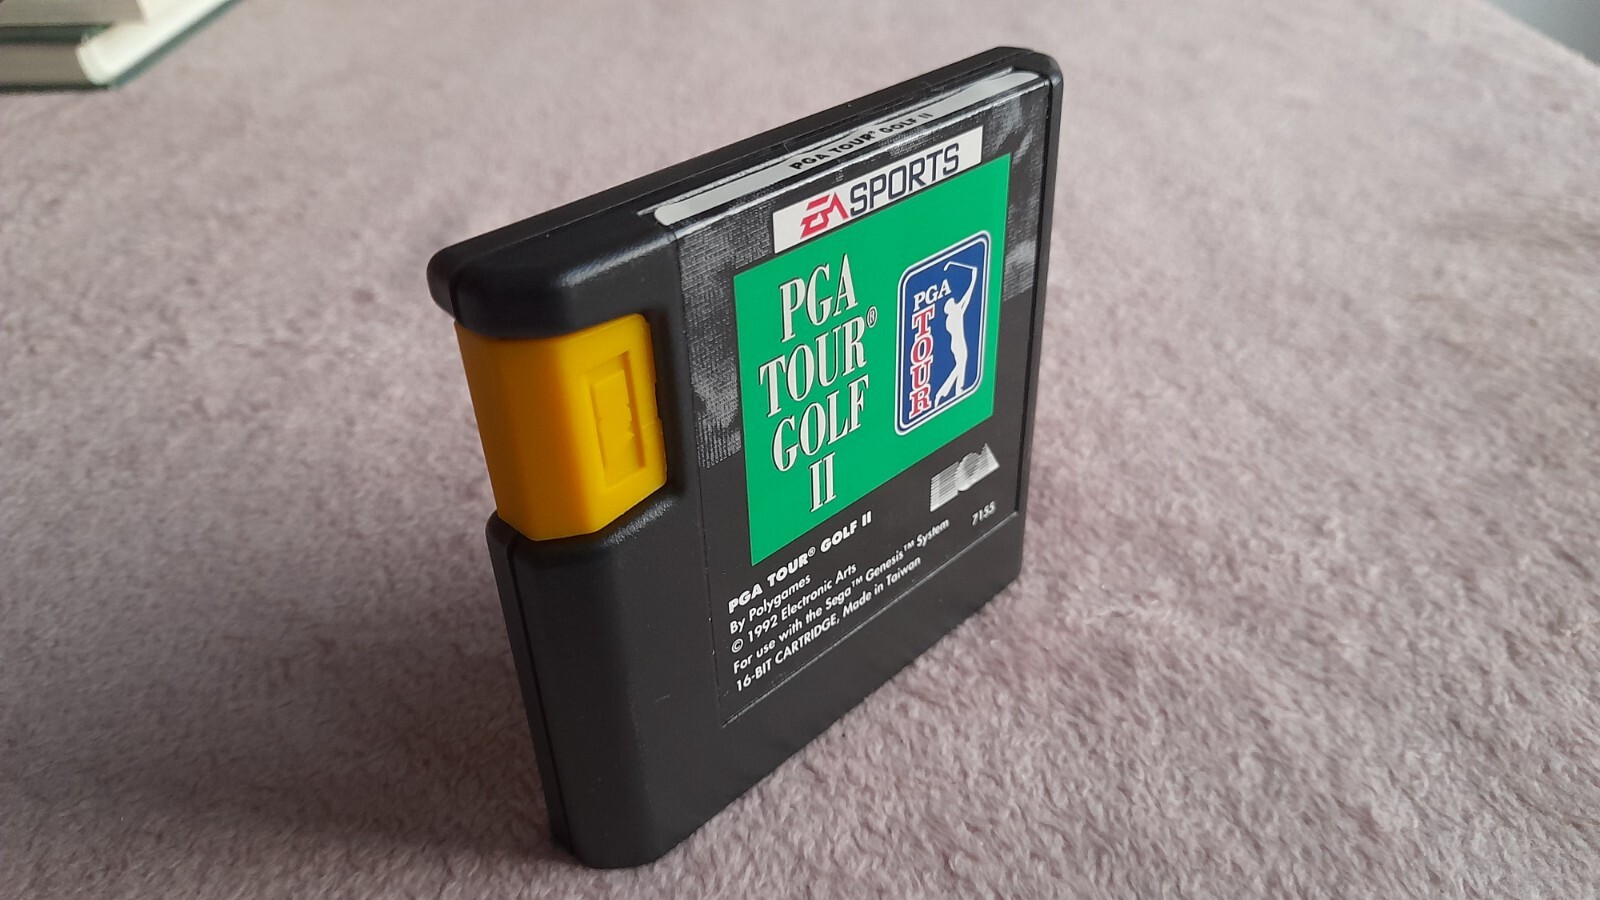 PGA TOUR® GOLF II
EA SPORTS
PGA
TOUR®
GOLF
II
PGA
TOUR
EA
7155
PGA TOUR® GOLF II
By Polygames
© 1992 Electronic Arts
For use with the Sega™ Genesis™ System
16-BIT CARTRIDGE, Made in Taiwan